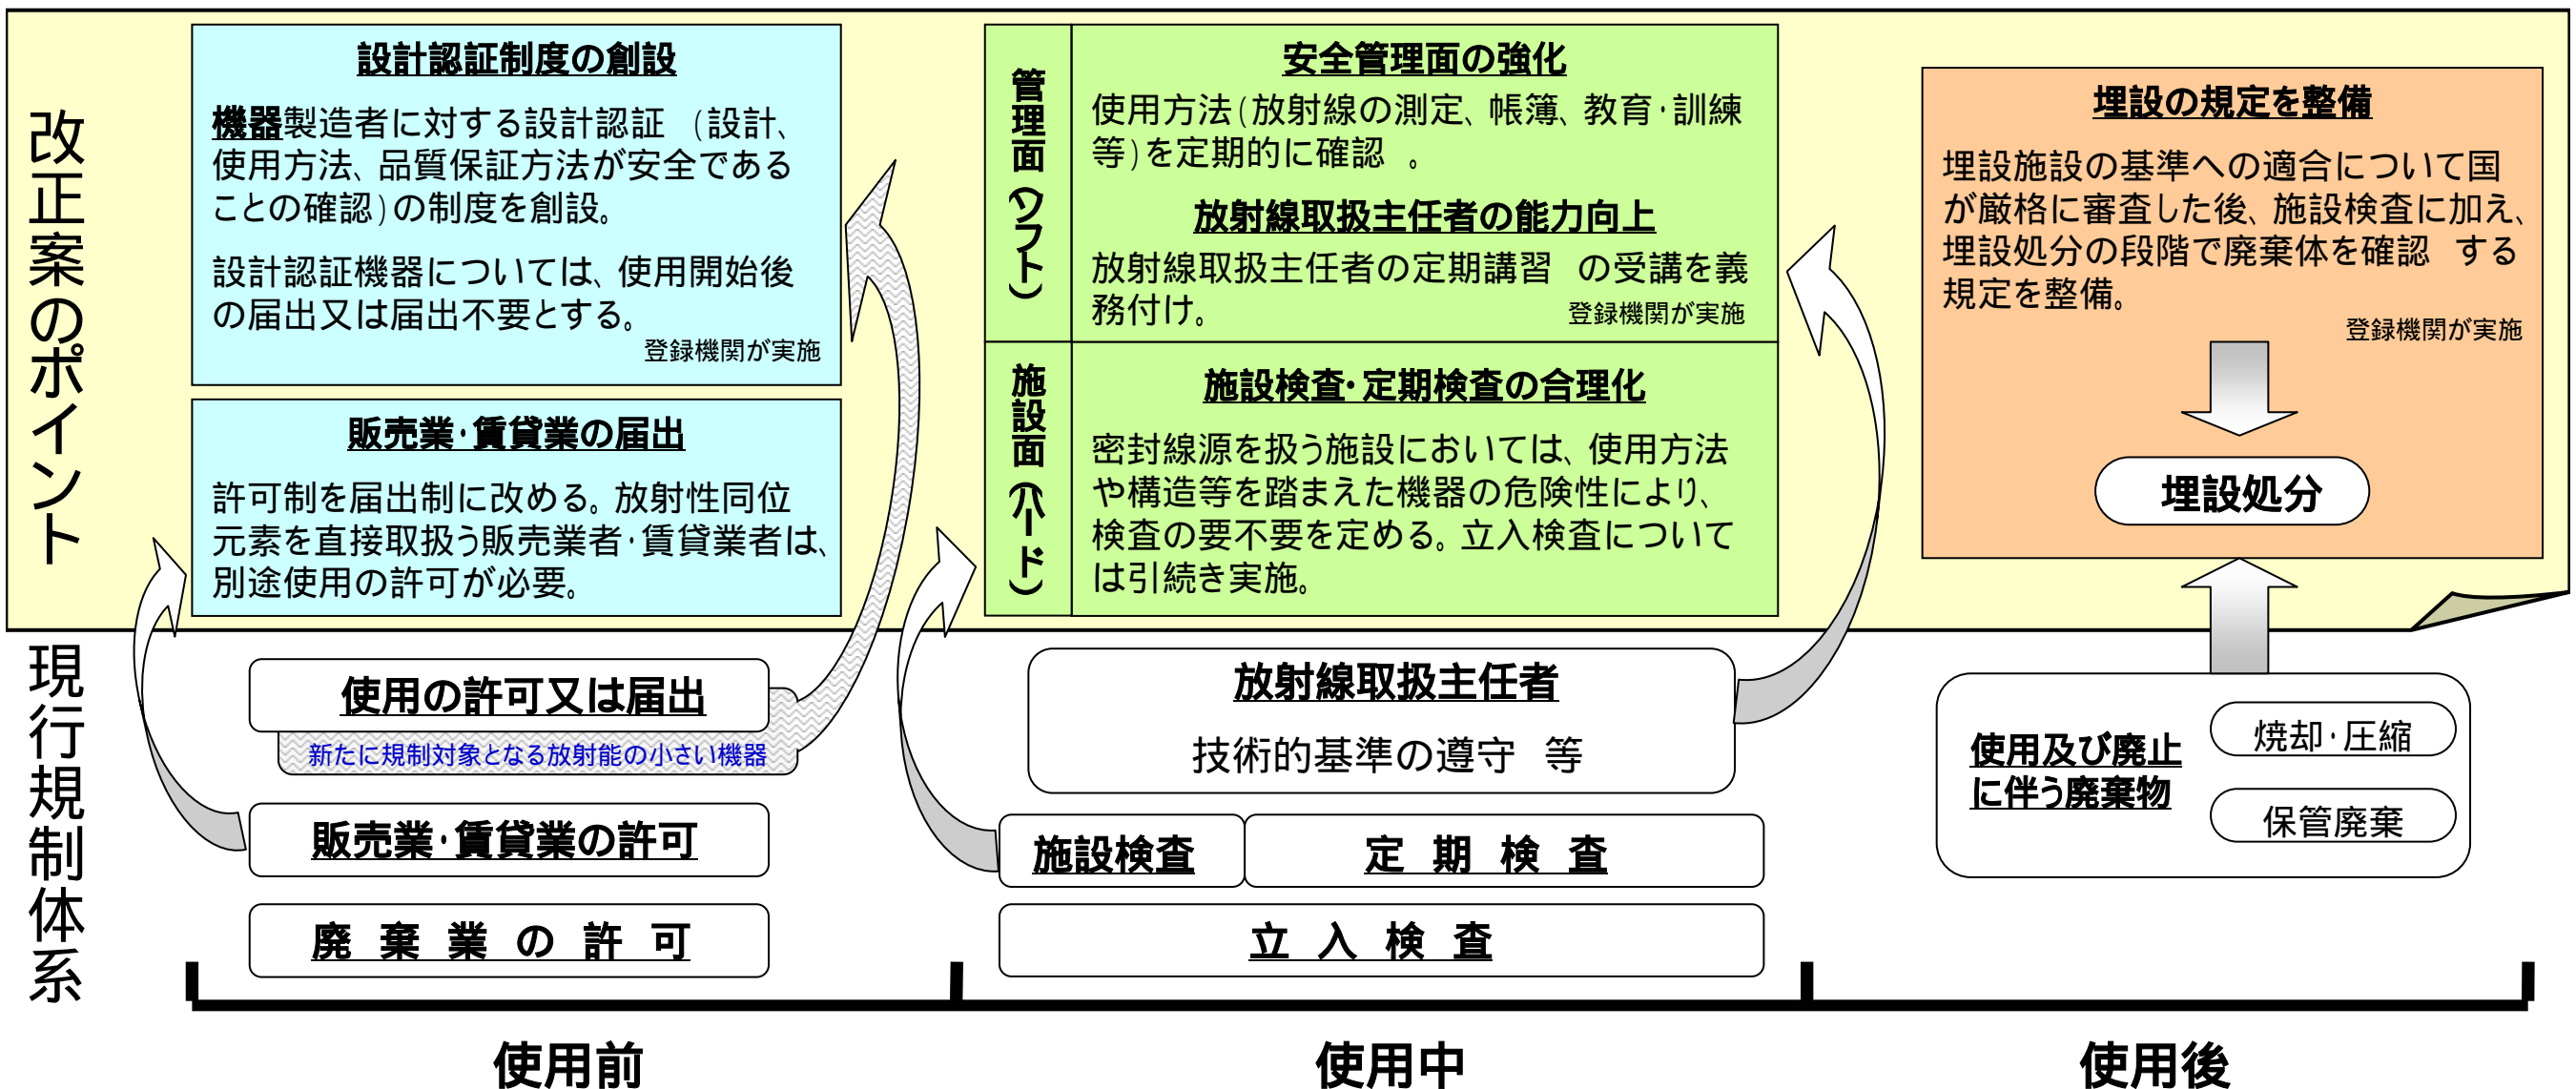 改正案のポイント
設計認証制度の創設
機器製造者に対する設計認証 (設計、
使用方法、品質保証方法が安全である
ことの確認)の制度を創設。
設計認証機器については、使用開始後
の届出又は届出不要とする。
登録機関が実施
販売業・賃貸業の届出
許可制を届出制に改める。放射性同位
元素を直接取扱う販売業者・賃貸業者は、
別途使用の許可が必要。
管理面(ソフト)
安全管理面の強化
使用方法(放射線の測定、帳簿、教育・訓練
等)を定期的に確認 。
放射線取扱主任者の能力向上
放射線取扱主任者の定期講習 の受講を義
務付け。
登録機関が実施
施設面(ハード)
施設検査・定期検査の合理化
密封線源を扱う施設においては、使用方法
や構造等を踏まえた機器の危険性により、
検査の要不要を定める。立入検査について
は引続き実施。
埋設の規定を整備
埋設施設の基準への適合について国
が厳格に審査した後、施設検査に加え、
埋設処分の段階で廃棄体を確認 する
規定を整備。
登録機関が実施
埋設処分
現行規制体系
使用の許可又は届出
新たに規制対象となる放射能の小さい機器
販売業・賃貸業の許可
廃 棄 業 の 許 可
放射線取扱主任者
技術的基準の遵守 等
施設検査
定 期 検 査
立 入 検 査
使用及び廃止
に伴う廃棄物
焼却・圧縮
保管廃棄
使用前
使用中
使用後